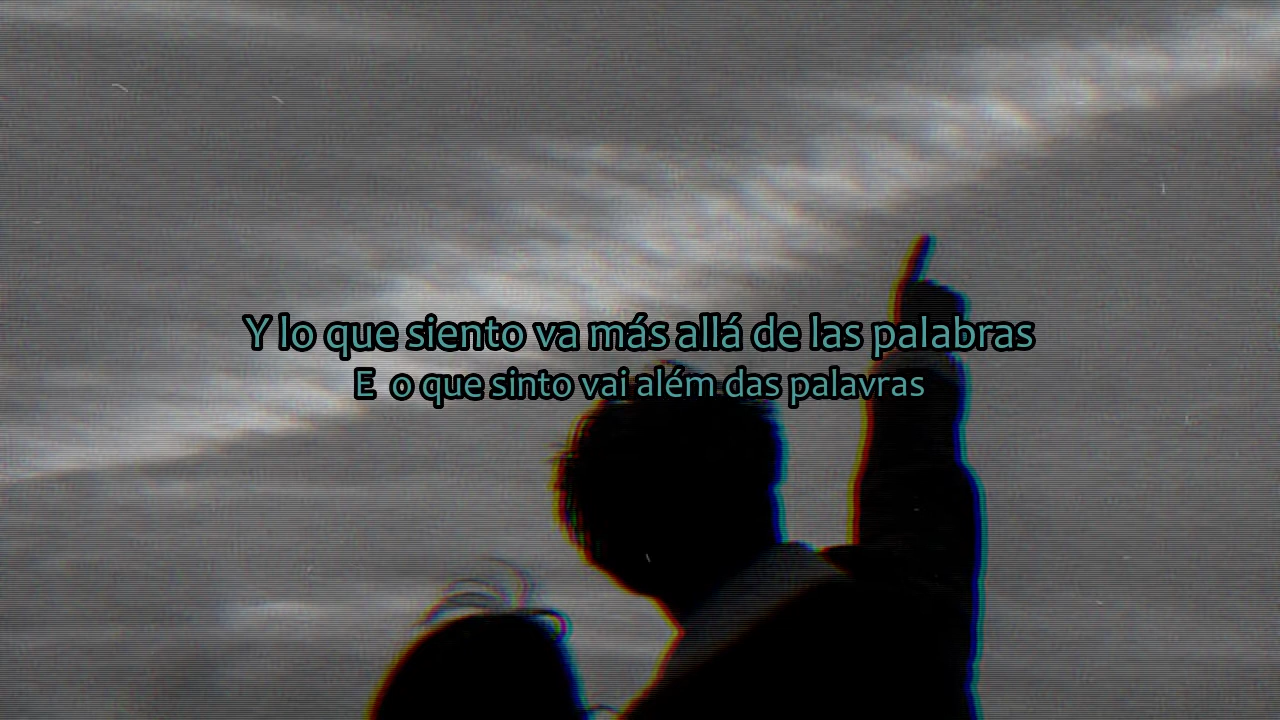 Y lo que siento va más allá de las palabras
E o que sinto vai além das palavras